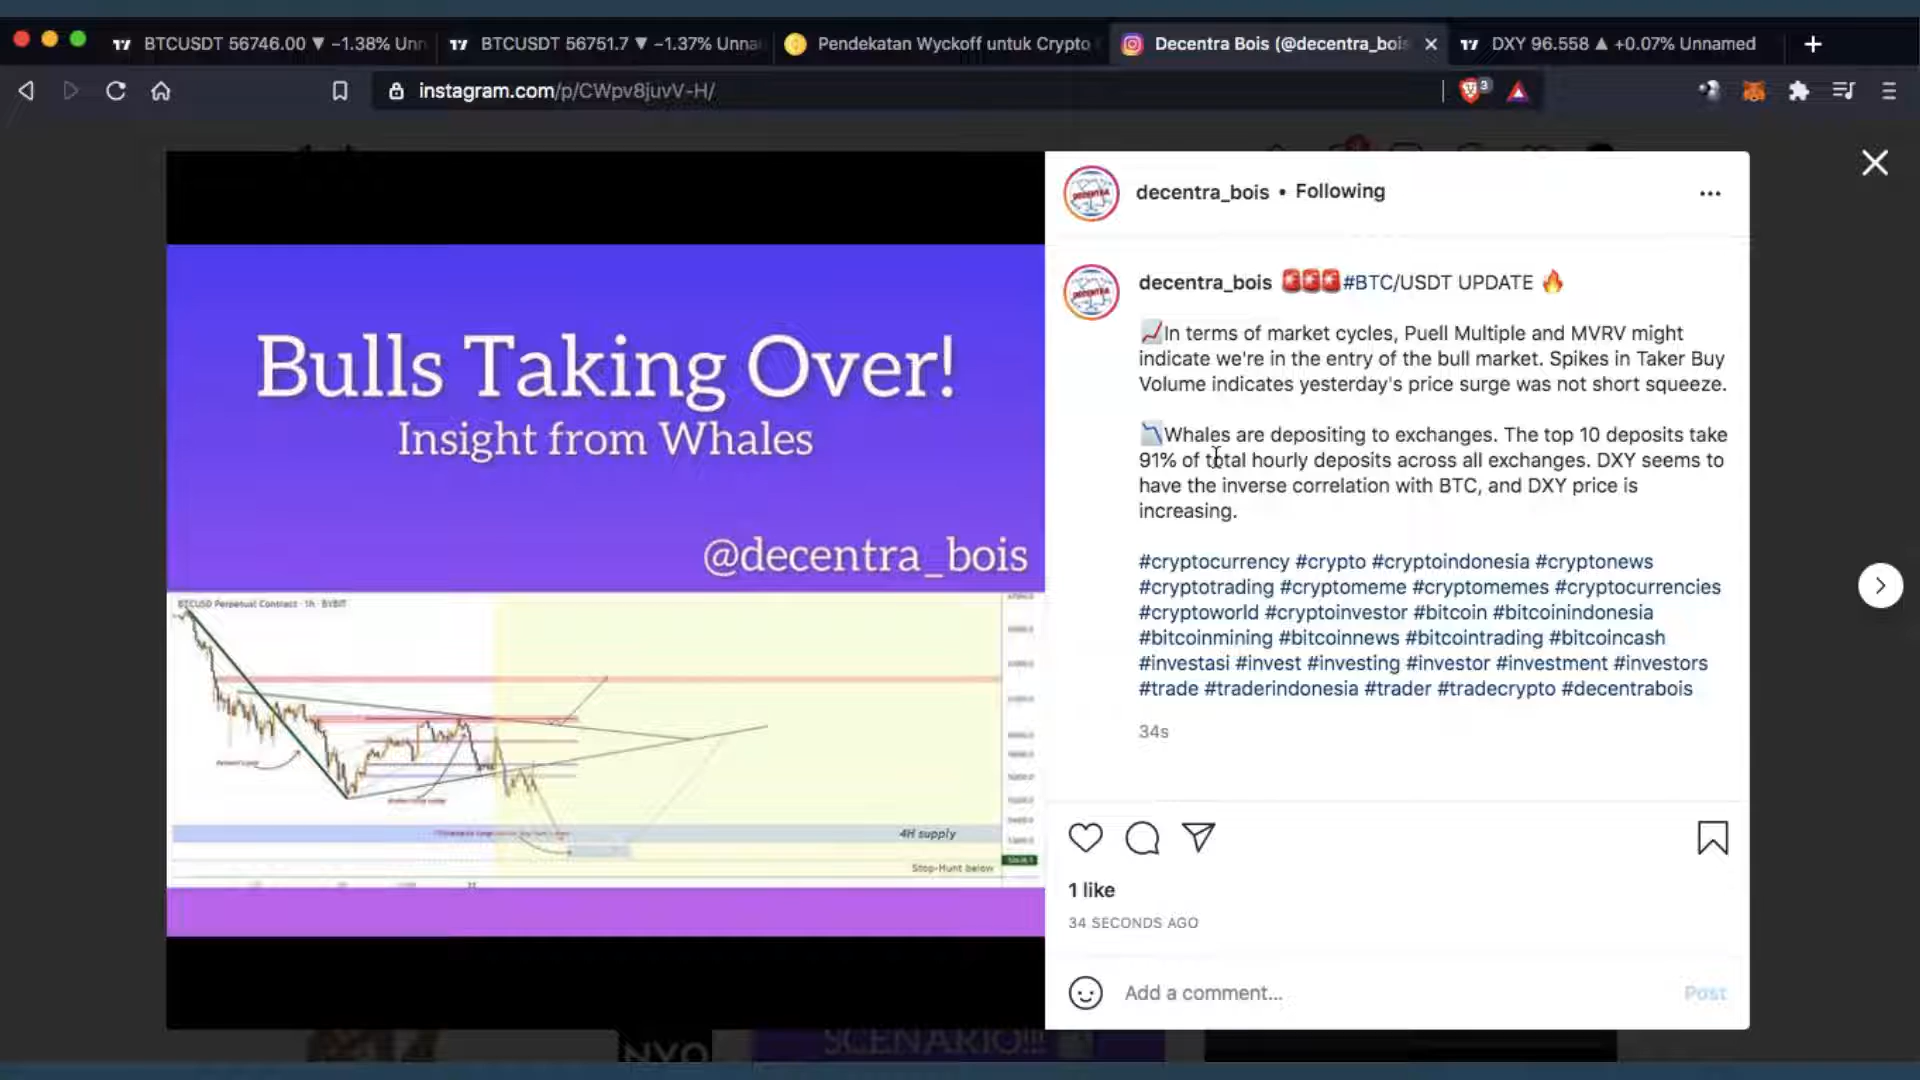 BTCUSDT 56746.00 ▼ −1.38% Unn
BTCUSDT 56751.7 ▼ −1.37% Unna
Pendekatan Wyckoff untuk Crypto
Decentra Bois (@decentra_bois
DXY 96.558 ▲ +0.07% Unnamed
instagram.com/p/CWpv8juvV-H/
3
Bulls Taking Over!
Insight from Whales
@decentra_bois
BTCUSD Perpetual Contract · 1h · BYBIT
4H supply
Stop-Hunt below
decentra_bois • Following
decentra_bois 🚨🚨🚨#BTC/USDT UPDATE 🔥
📈In terms of market cycles, Puell Multiple and MVRV might
indicate we're in the entry of the bull market. Spikes in Taker Buy
Volume indicates yesterday's price surge was not short squeeze.
📉Whales are depositing to exchanges. The top 10 deposits take
91% of total hourly deposits across all exchanges. DXY seems to
have the inverse correlation with BTC, and DXY price is
increasing.
#cryptocurrency #crypto #cryptoindonesia #cryptonews
#cryptotrading #cryptomeme #cryptomemes #cryptocurrencies
#cryptoworld #cryptoinvestor #bitcoin #bitcoinindonesia
#bitcoinmining #bitcoinnews #bitcointrading #bitcoincash
#investasi #invest #investing #investor #investment #investors
#trade #traderindonesia #trader #tradecrypto #decentrabois
34s
1 like
34 SECONDS AGO
Add a comment...
Post
SCENARIO!!!